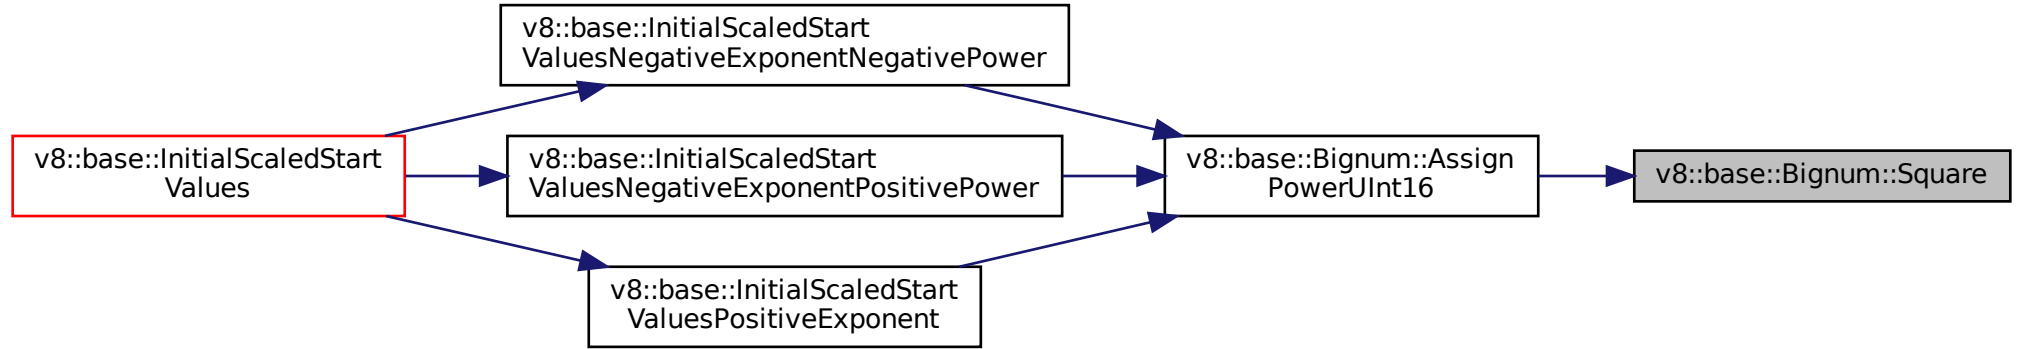 v8::base::InitialScaledStart
ValuesNegativeExponentNegativePower
v8::base::InitialScaledStart
Values
v8::base::InitialScaledStart
ValuesNegativeExponentPositivePower
v8::base::Bignum::Assign
PowerUInt16
v8::base::Bignum::Square
v8::base::InitialScaledStart
ValuesPositiveExponent